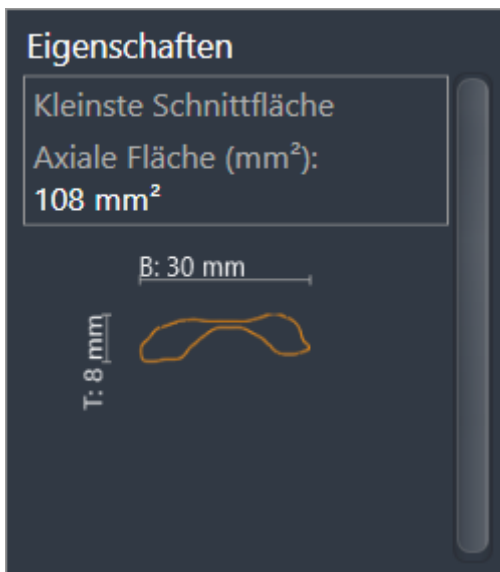 Eigenschaften
Kleinste Schnittfläche
Axiale Fläche (mm²):
108 mm²
B: 30 mm
T: 8 mm